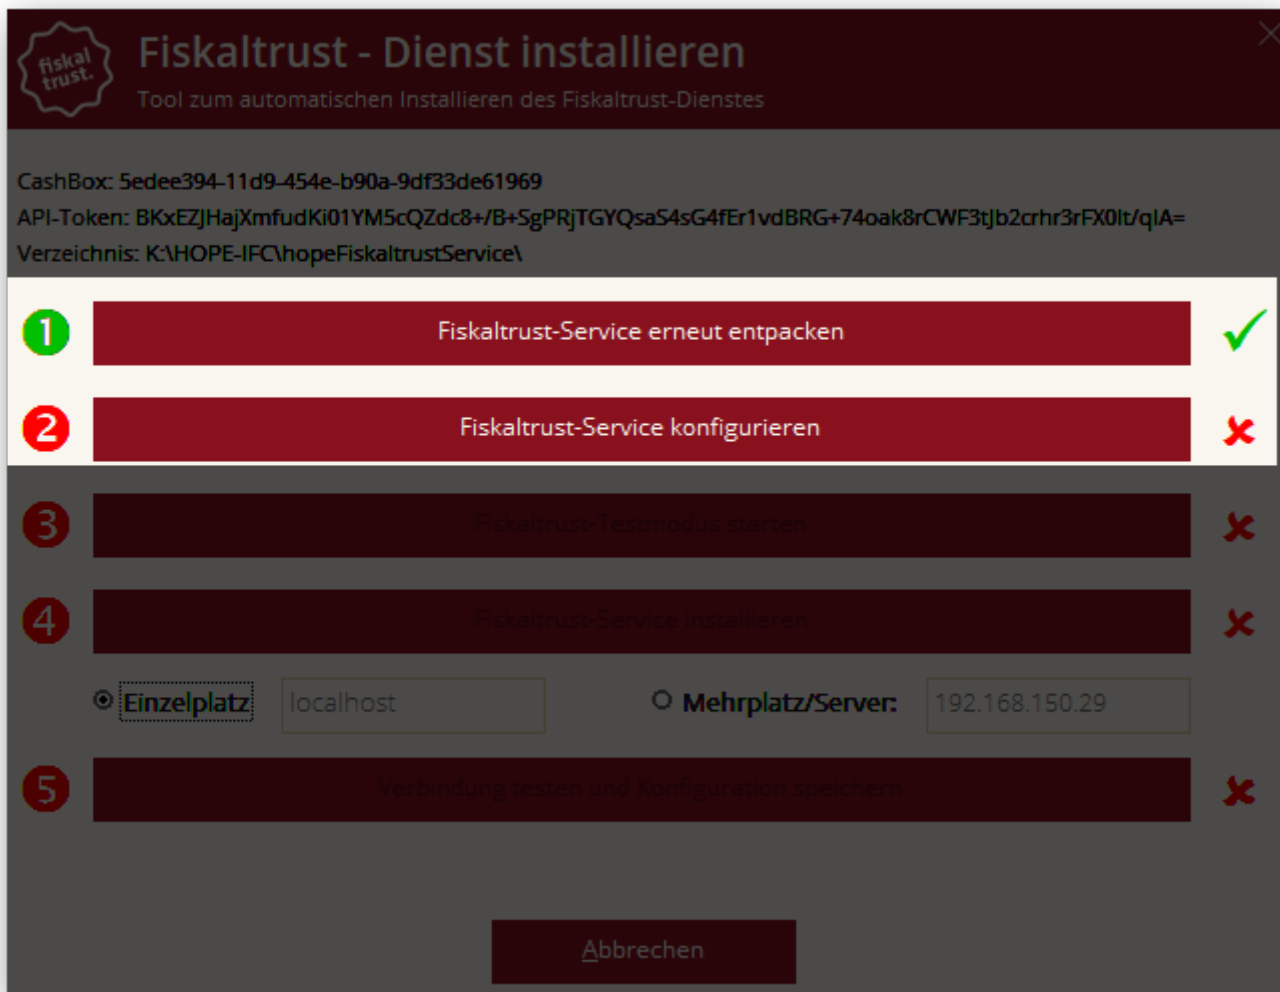 fiskal
trust.
Fiskaltrust - Dienst installieren
Tool zum automatischen Installieren des Fiskaltrust-Dienstes
CashBox: 5edee394-11d9-454e-b90a-9df33de61969
API-Token: BKxEZJHajXmfudKi01YM5cQZdc8+/B+SgPRjTGYQsaS4sG4fEr1vdBRG+74oak8rCWF3tJb2crhr3rFX0lt/qIA=
Verzeichnis: K:\HOPE-IFC\hopeFiskaltrustService\
1 Fiskaltrust-Service erneut entpacken
2 Fiskaltrust-Service konfigurieren
3 Fiskaltrust-Testmodus starten
4 Fiskaltrust-Service installieren
Einzelplatz localhost Mehrplatz/Server: 192.168.150.29
5 Verbindung testen und Konfiguration speichern
Abbrechen